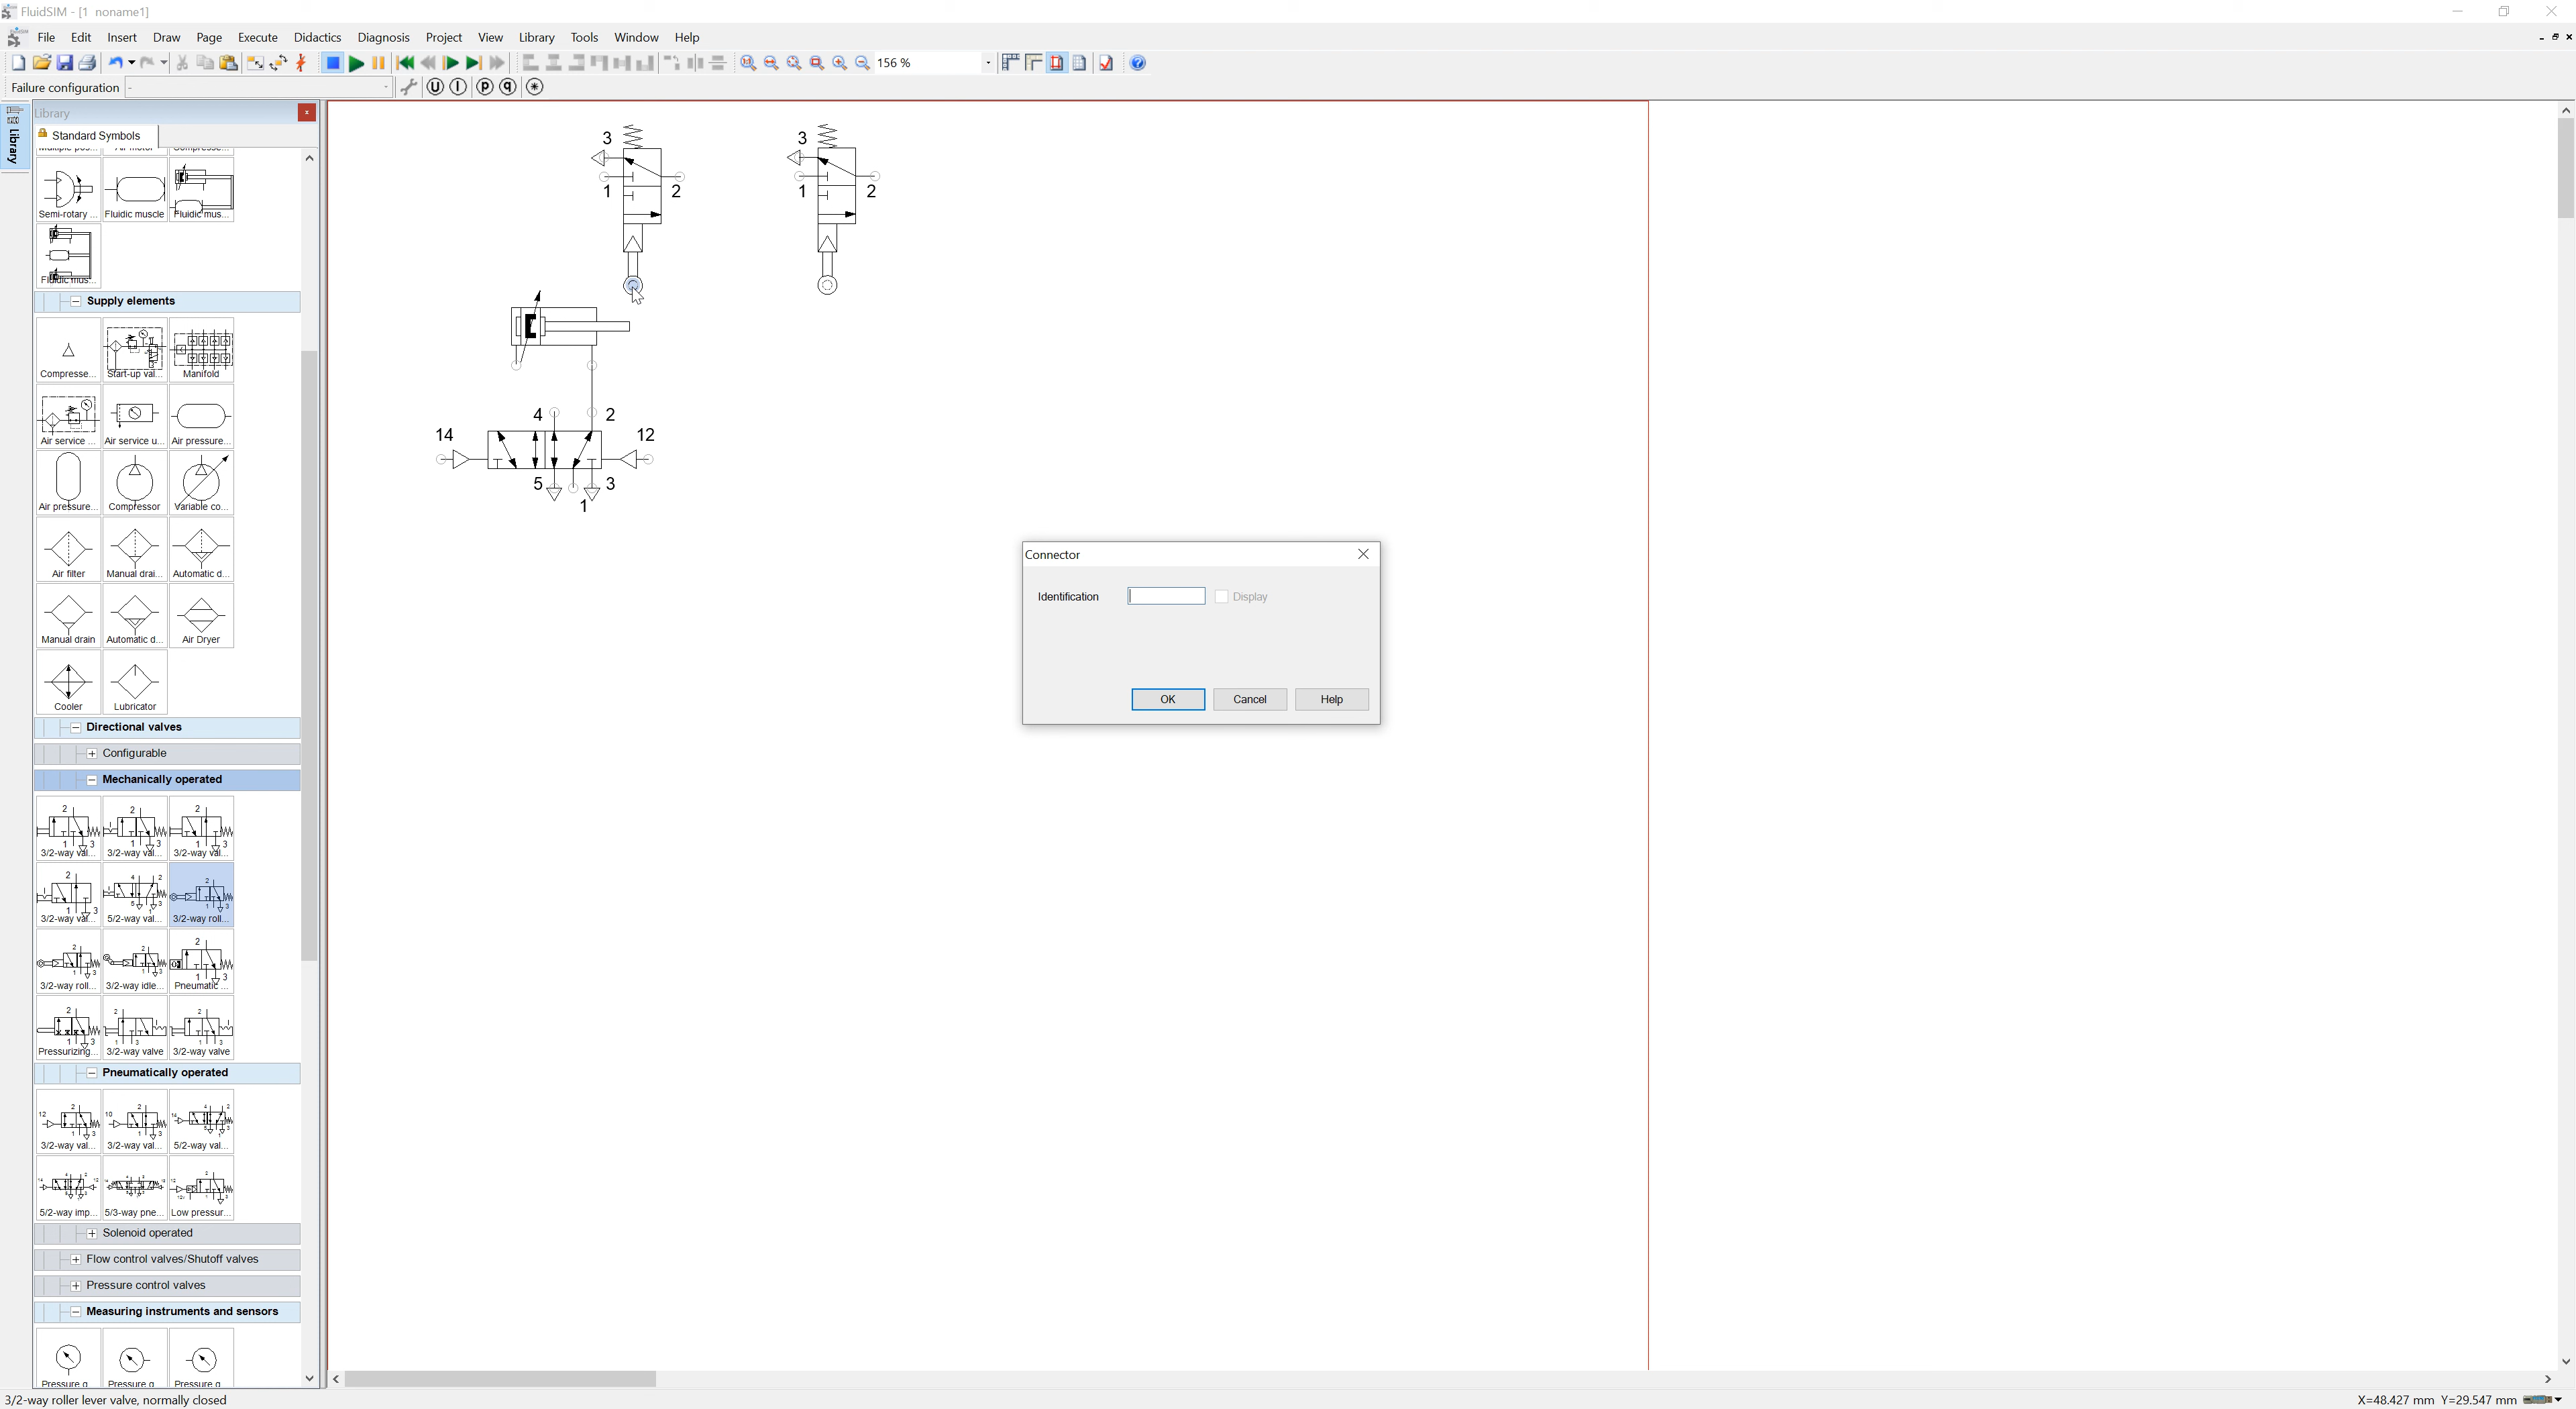 FluidSIM - [1 noname1]
File Edit Insert Draw Page Execute Didactics Diagnosis Project View Library Tools Window Help
156 %
Failure configuration -
U I p q
Library
Library
Standard Symbols
Semi-rotary ... Fluidic muscle Fluidic mus...
Fluidic mus...
Supply elements
Compresse... Start-up val... Manifold
Air service ... Air service u... Air pressure...
Air pressure... Compressor Variable co...
Air filter Manual drai... Automatic d...
Manual drain Automatic d... Air Dryer
Cooler Lubricator
Directional valves
Configurable
Mechanically operated
3/2-way val... 3/2-way val... 3/2-way val...
3/2-way val... 5/2-way val... 3/2-way roll...
3/2-way roll... 3/2-way idle... Pneumatic ...
Pressurizing... 3/2-way valve 3/2-way valve
Pneumatically operated
3/2-way val... 3/2-way val... 5/2-way val...
5/2-way imp... 5/3-way pne... Low pressur...
Solenoid operated
Flow control valves/Shutoff valves
Pressure control valves
Measuring instruments and sensors
Pressure g... Pressure g... Pressure g...
3 3
1 2 1 2
4 2
14 12
5 3
1
Connector
Identification Display
OK Cancel Help
3/2-way roller lever valve, normally closed
X=48.427 mm Y=29.547 mm